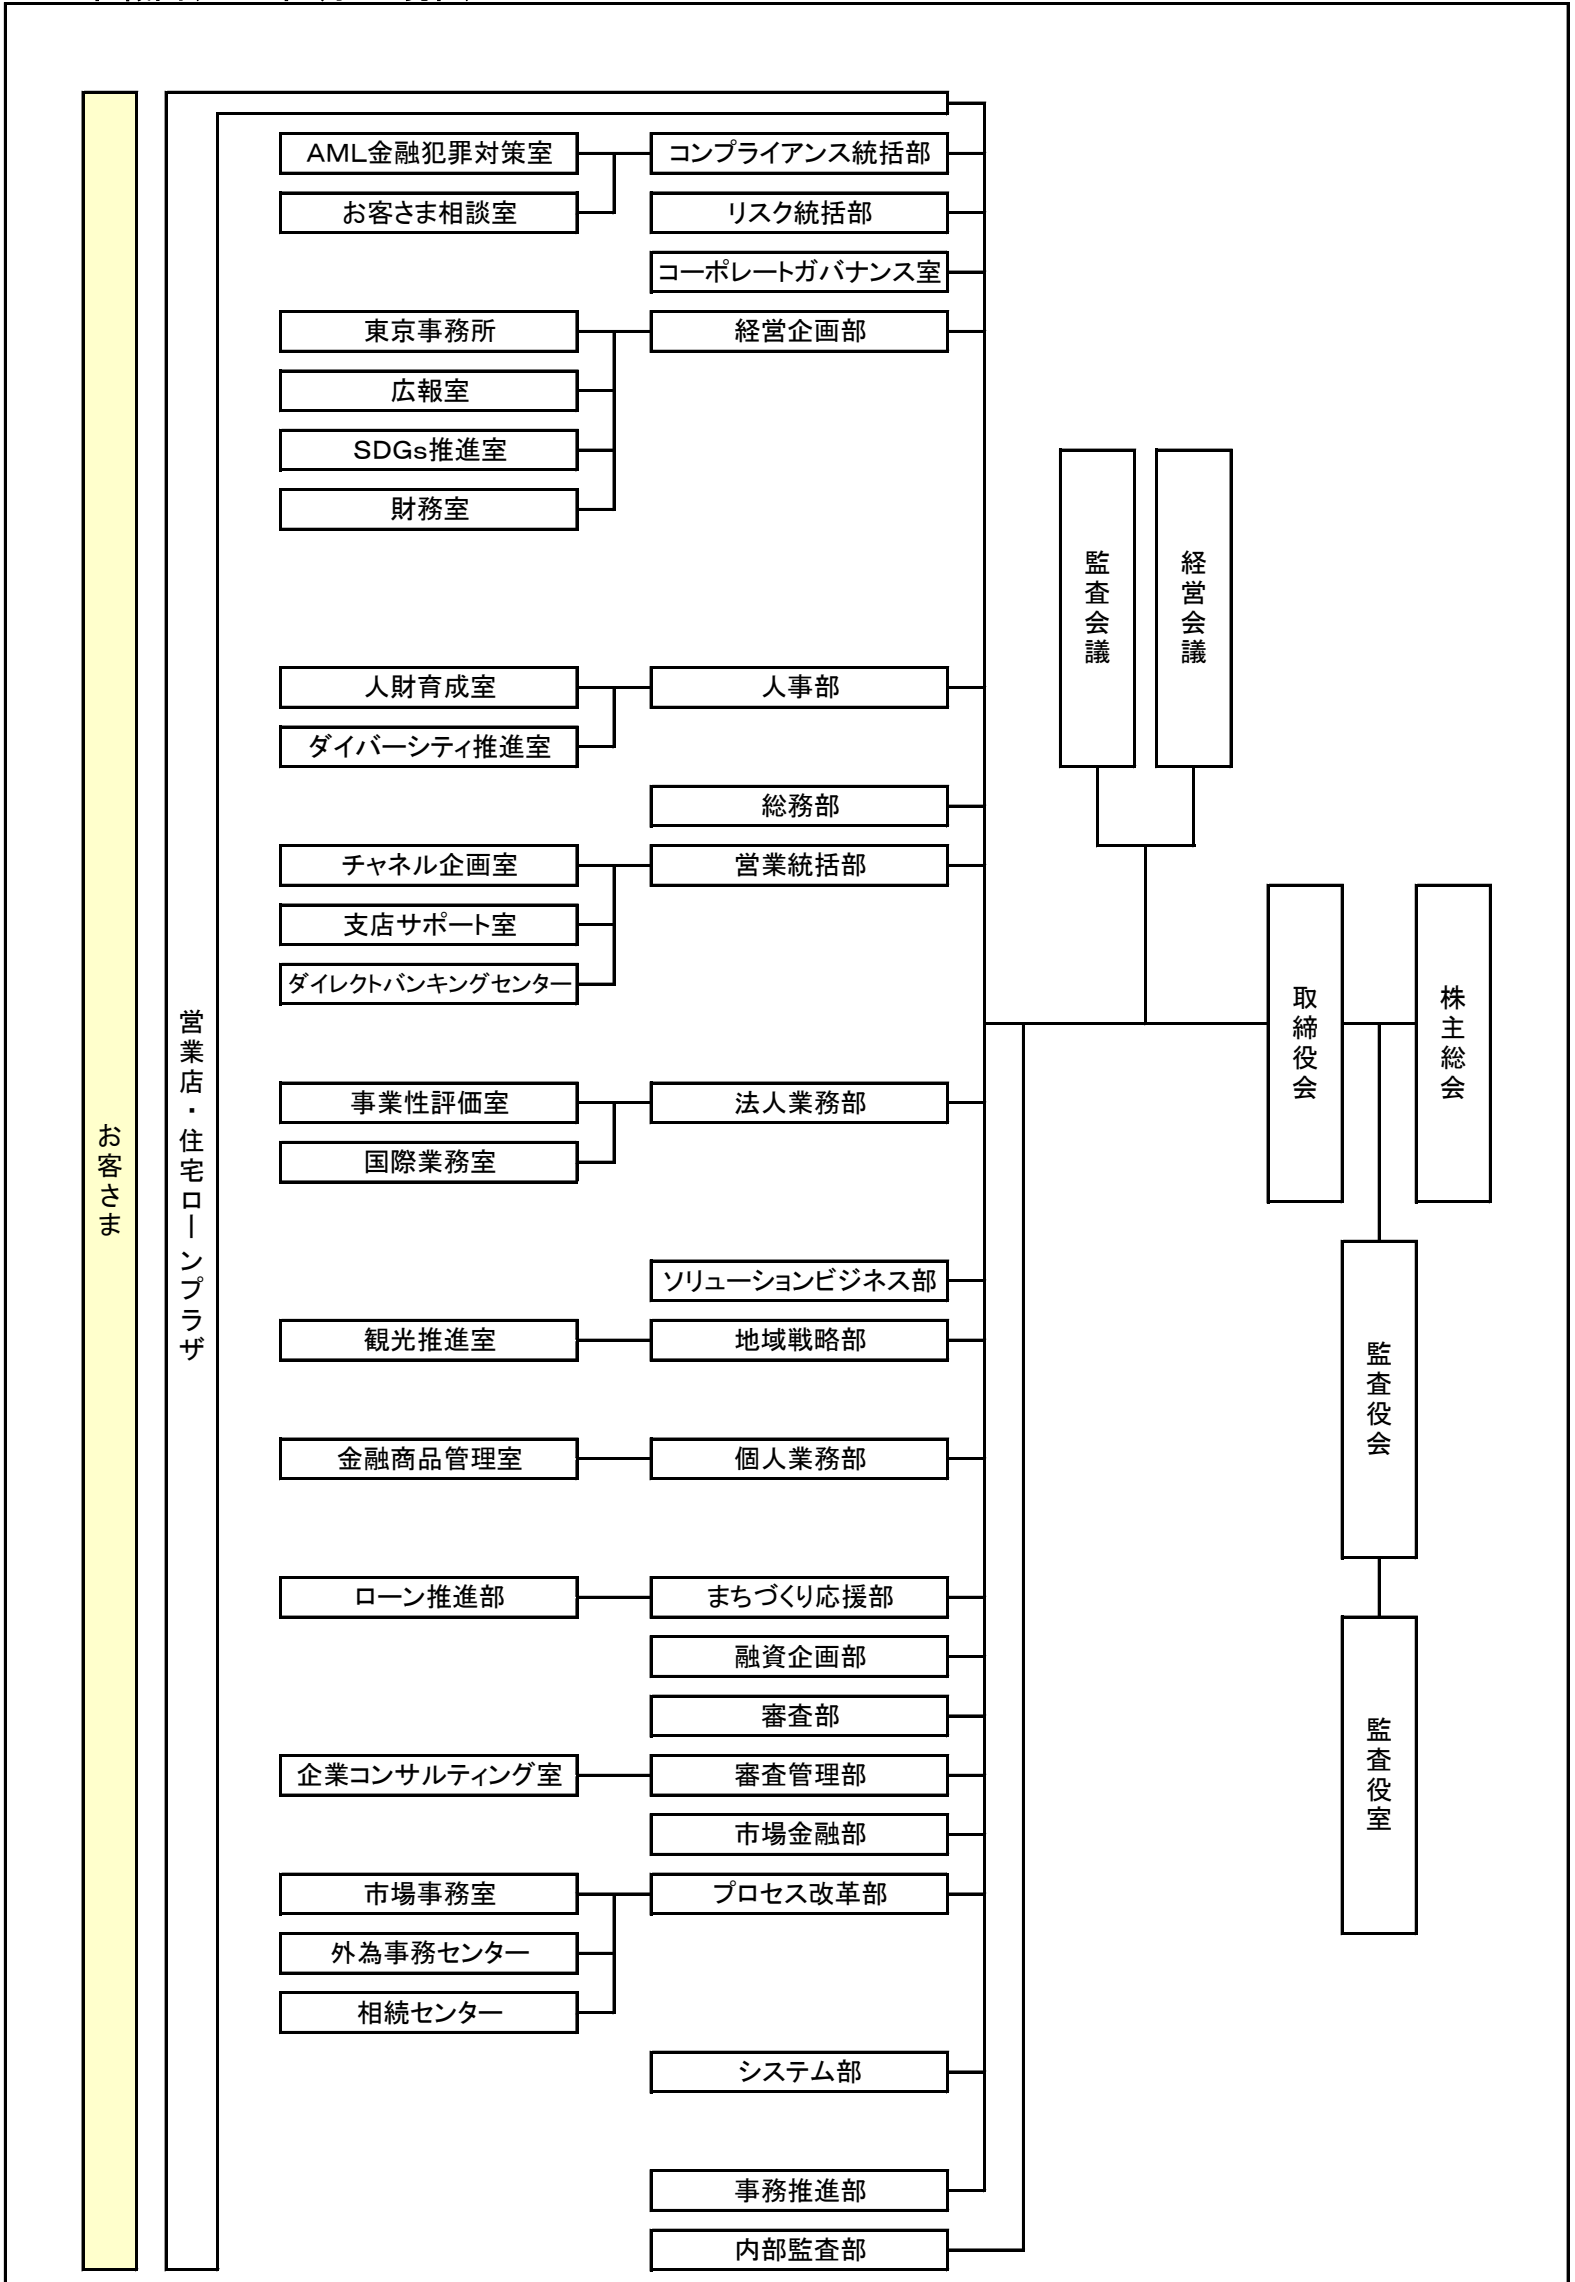 お客さま
営業店・住宅ローンプラザ
AML金融犯罪対策室
コンプライアンス統括部
お客さま相談室
リスク統括部
コーポレートガバナンス室
東京事務所
経営企画部
広報室
SDGs推進室
財務室
監査会議
経営会議
人財育成室
人事部
ダイバーシティ推進室
総務部
チャネル企画室
営業統括部
支店サポート室
ダイレクトバンキングセンター
取締役会
株主総会
事業性評価室
法人業務部
国際業務室
ソリューションビジネス部
観光推進室
地域戦略部
監査役会
金融商品管理室
個人業務部
ローン推進部
まちづくり応援部
融資企画部
審査部
監査役室
企業コンサルティング室
審査管理部
市場金融部
市場事務室
プロセス改革部
外為事務センター
相続センター
システム部
事務推進部
内部監査部